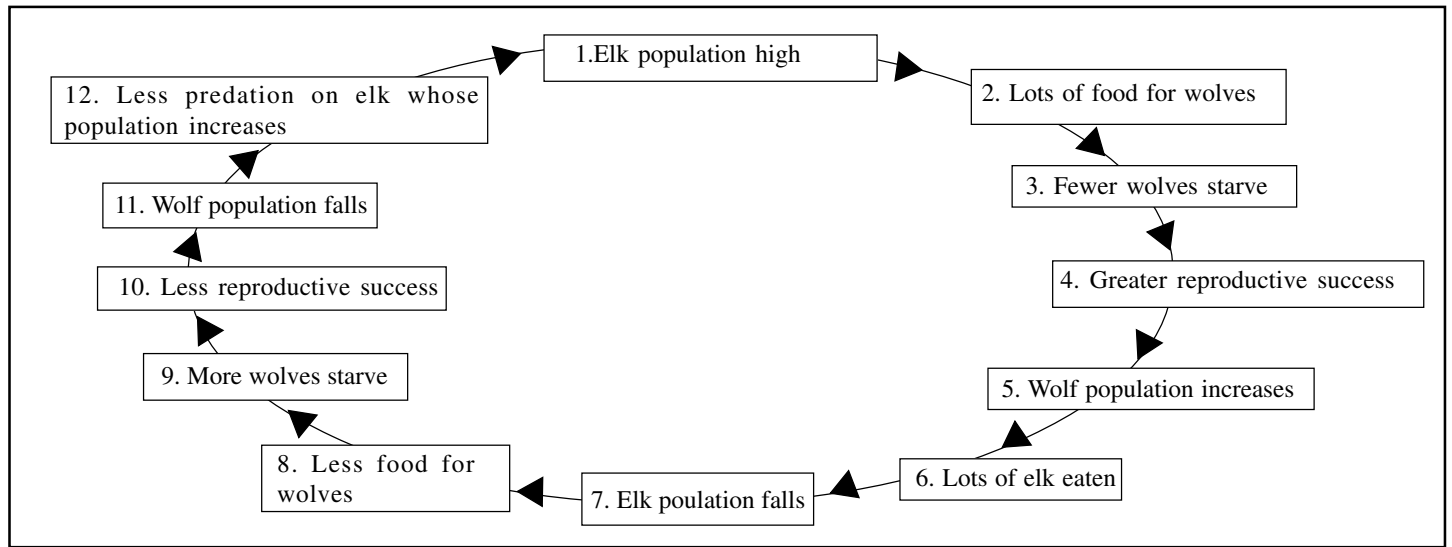 1.Elk population high
2. Lots of food for wolves
3. Fewer wolves starve
4. Greater reproductive success
5. Wolf population increases
6. Lots of elk eaten
7. Elk poulation falls
8. Less food for
wolves
9. More wolves starve
10. Less reproductive success
11. Wolf population falls
12. Less predation on elk whose
population increases